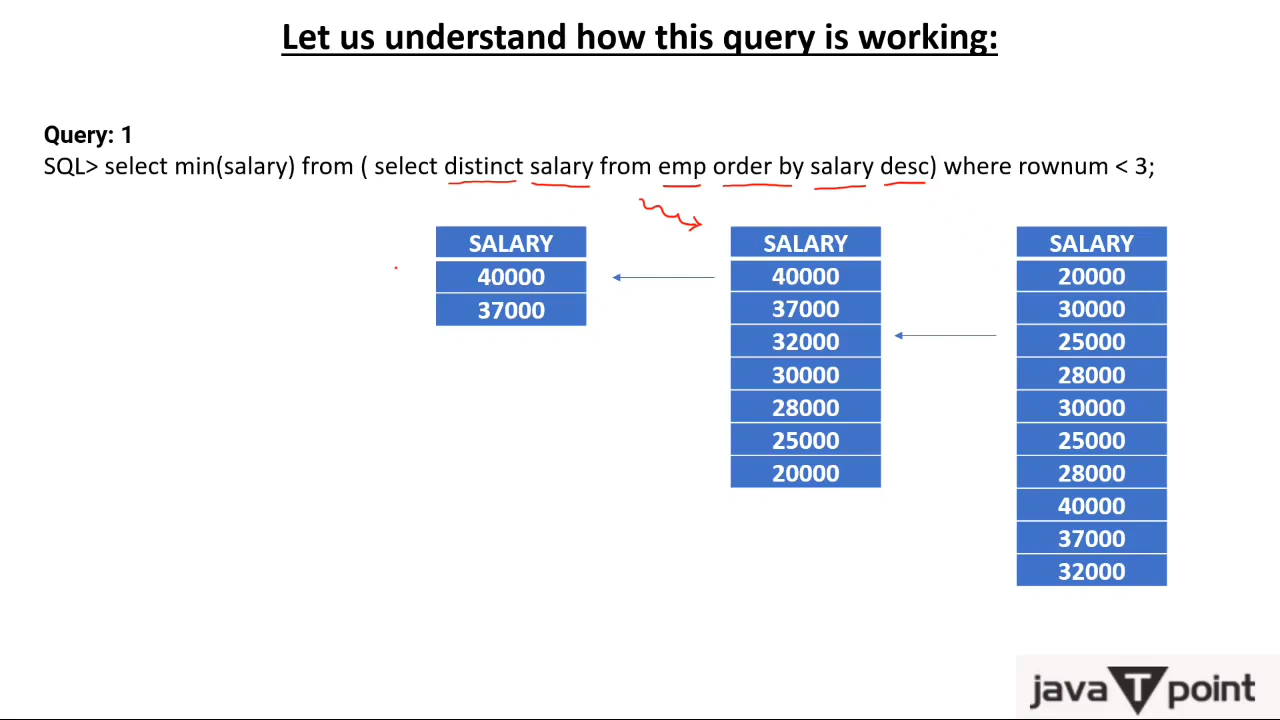 Let us understand how this query is working:
Query: 1
SQL> select min(salary) from ( select distinct salary from emp order by salary desc) where rownum < 3;
SALARY
40000
37000
SALARY
40000
37000
32000
30000
28000
25000
20000
SALARY
20000
30000
25000
28000
30000
25000
28000
40000
37000
32000
java T point